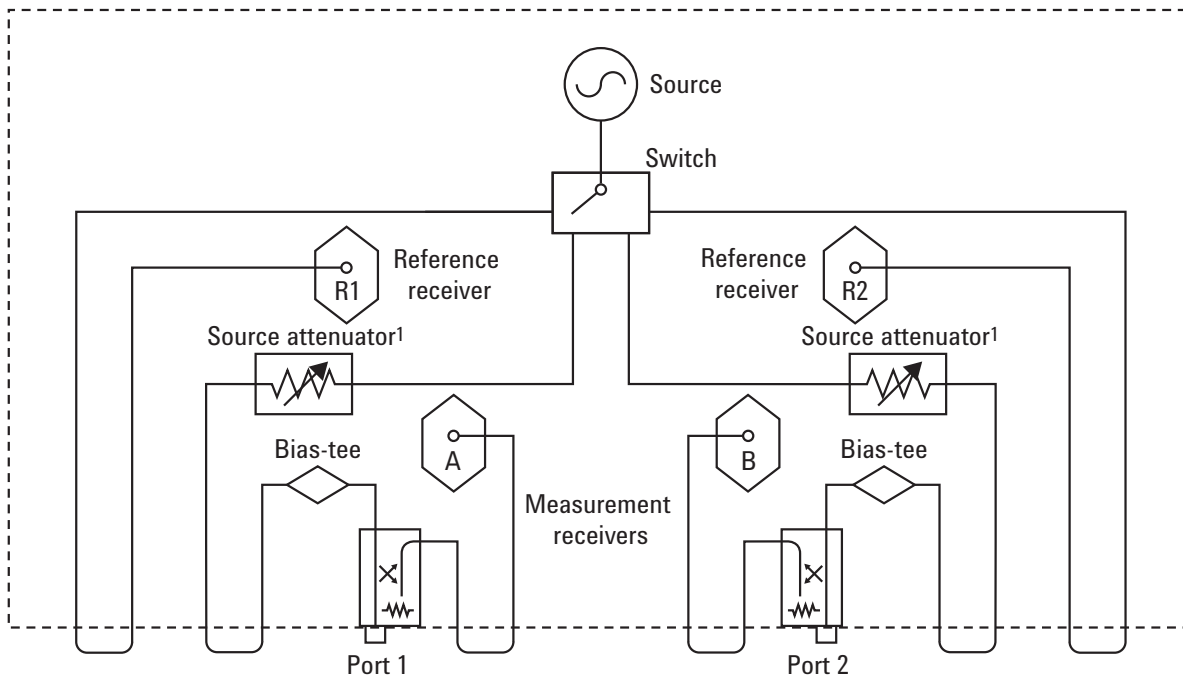 Source
Switch
Reference
receiver
R1
Reference
receiver
R2
Source attenuator1
Source attenuator1
Bias-tee
A
B
Bias-tee
Measurement
receivers
Port 1
Port 2